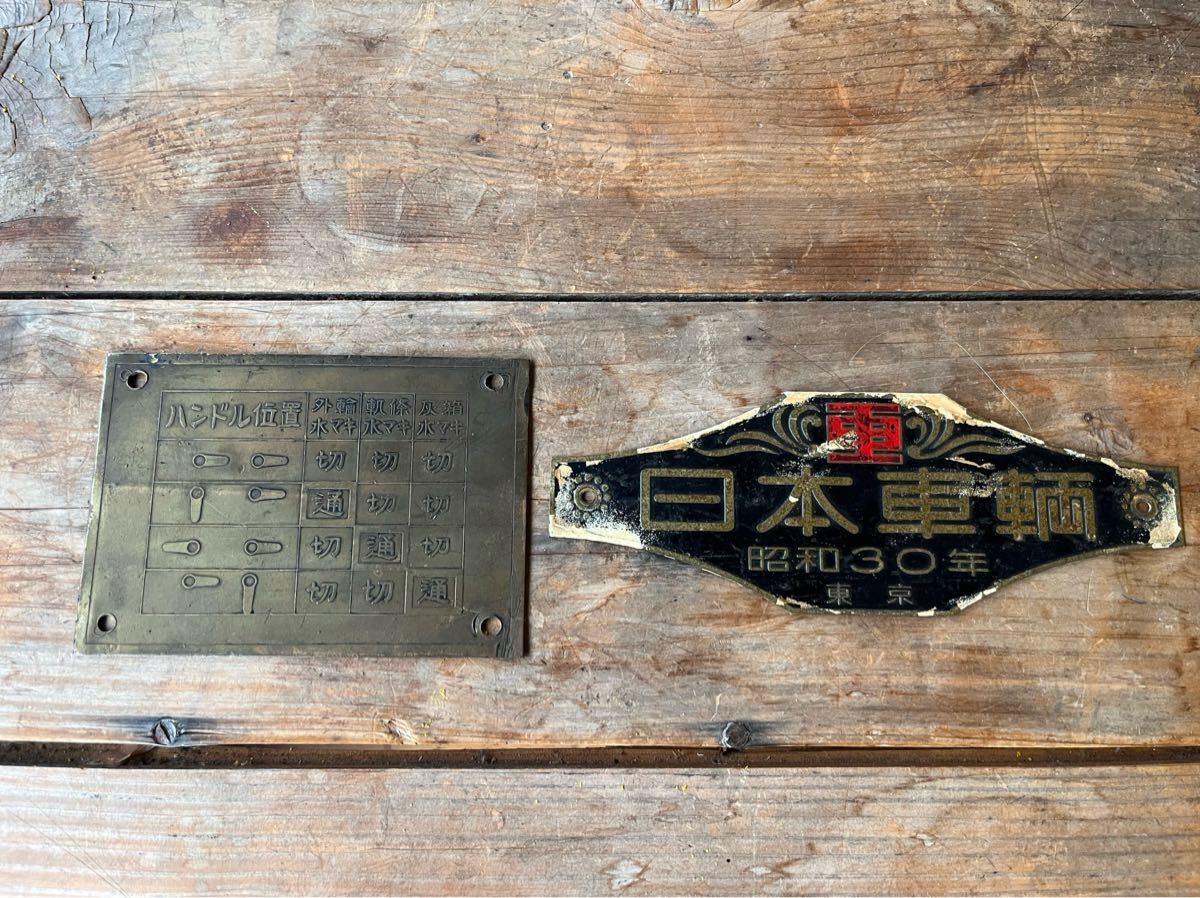 ハンドル位置 外輪水マキ 軌條水マキ 灰箱水マキ
切 切 切
通 切 切
切 通 切
切 切 通
日本車輌
昭和30年
東京